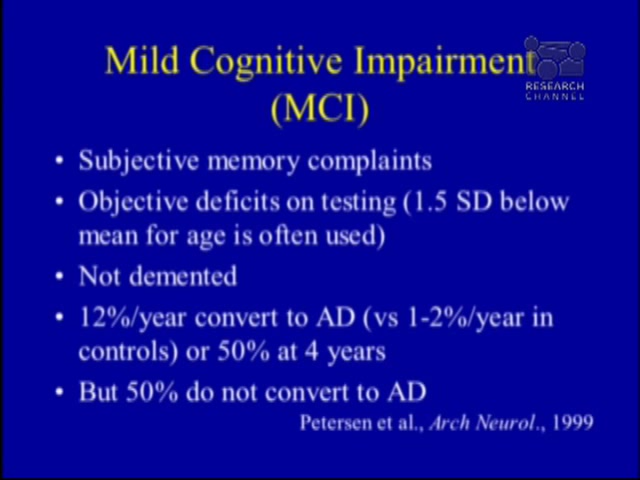 Mild Cognitive Impairment
(MCI)
RESEARCH
CHANNEL
• Subjective memory complaints
• Objective deficits on testing (1.5 SD below
mean for age is often used)
• Not demented
• 12%/year convert to AD (vs 1-2%/year in
controls) or 50% at 4 years
• But 50% do not convert to AD
Petersen et al., Arch Neurol., 1999